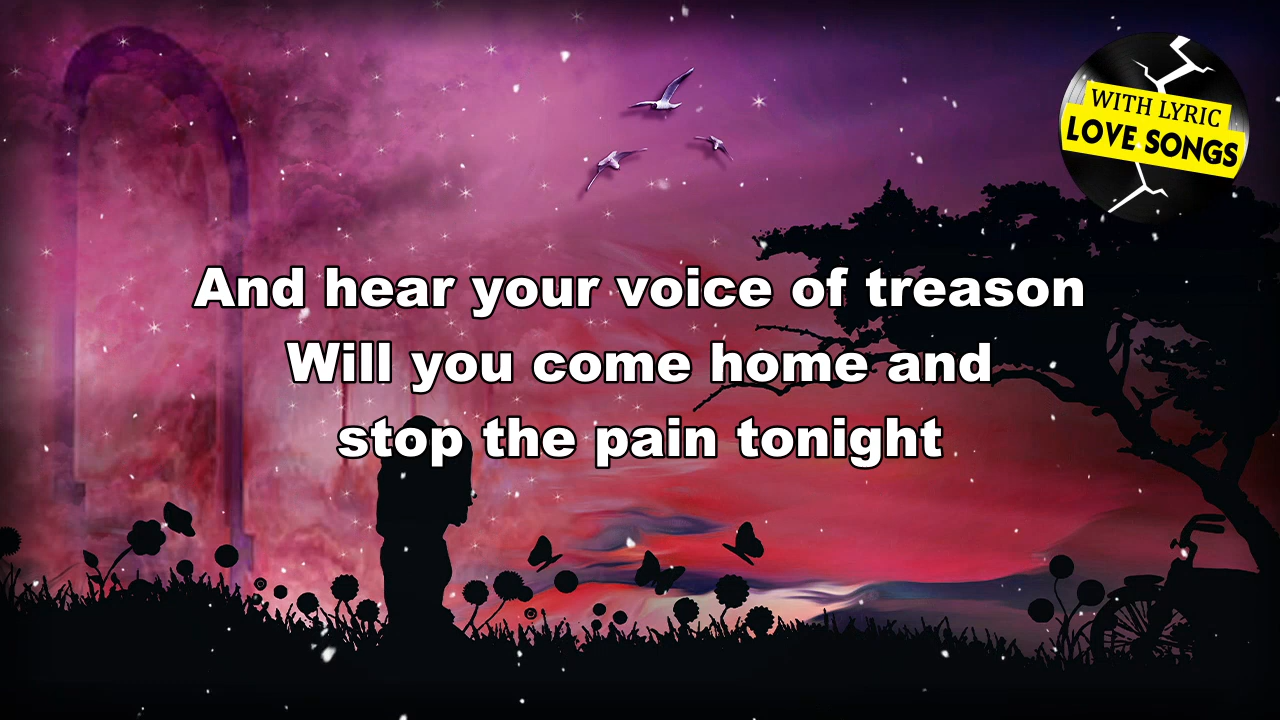 WITH LYRIC
LOVE SONGS
And hear your voice of treason
Will you come home and
stop the pain tonight